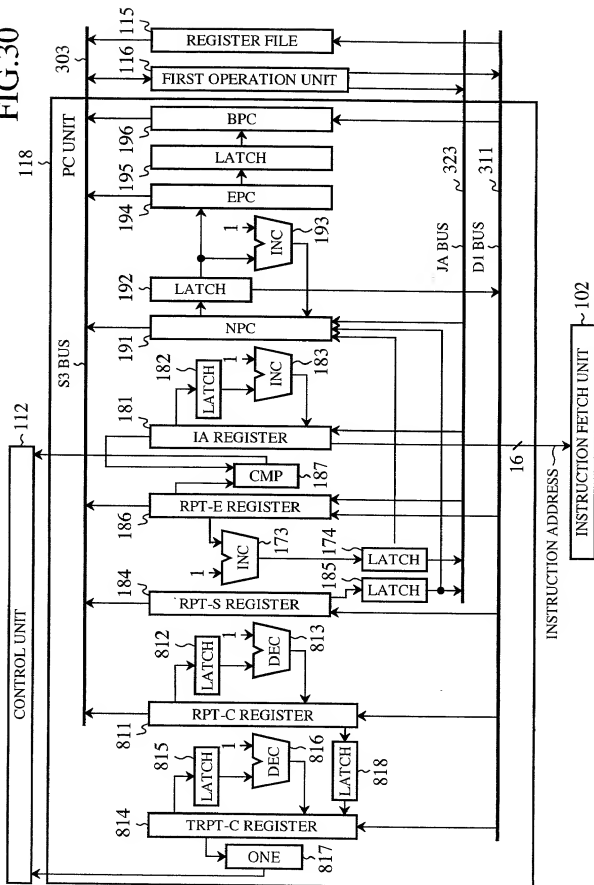 FIG.30
112
CONTROL UNIT
118
PC UNIT
303
116
115
S3 BUS
REGISTER FILE
FIRST OPERATION UNIT
196
BPC
195
LATCH
194
EPC
1
INC
193
192
LATCH
191
NPC
182
LATCH
1
INC
183
181
IA REGISTER
CMP
187
186
RPT-E REGISTER
1
INC
173
174
LATCH
184
RPT-S REGISTER
185
LATCH
812
LATCH
1
DEC
813
811
RPT-C REGISTER
815
LATCH
1
DEC
816
LATCH
818
814
TRPT-C REGISTER
ONE
817
JA BUS
323
D1 BUS
311
16
INSTRUCTION ADDRESS
102
INSTRUCTION FETCH UNIT